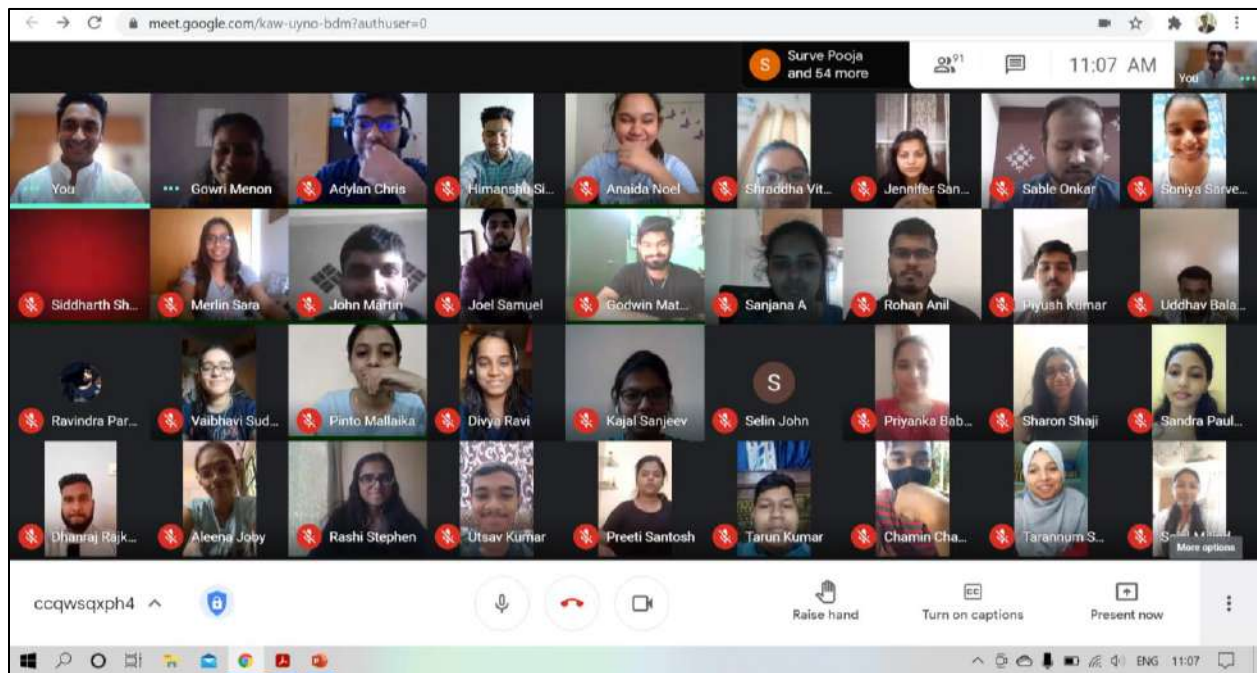 meet.google.com/kaw-uyno-bdm?authuser=0
S
Surve Pooja
and 54 more
91
11:07 AM
You
You
Gowri Menon
Adylan Chris
Himanshu Si...
Anaida Noel
Shraddha Vit...
Jennifer San...
Sable Onkar
Soniya Sarve...
Siddharth Sh...
Merlin Sara
John Martin
Joel Samuel
Godwin Mat...
Sanjana A
Rohan Anil
Piyush Kumar
Uddhav Bala...
Ravindra Par...
Vaibhavi Sud...
Pinto Mallaika
Divya Ravi
Kajal Sanjeev
S
Selin John
Priyanka Bab...
Sharon Shaji
Sandra Paul...
Dhanraj Rajk...
Aleena Joby
Rashi Stephen
Utsav Kumar
Preeti Santosh
Tarun Kumar
Chamin Cha...
Tarannum S...
More options
ccqwsqxph4
Raise hand
CC
Turn on captions
Present now
ENG
11:07